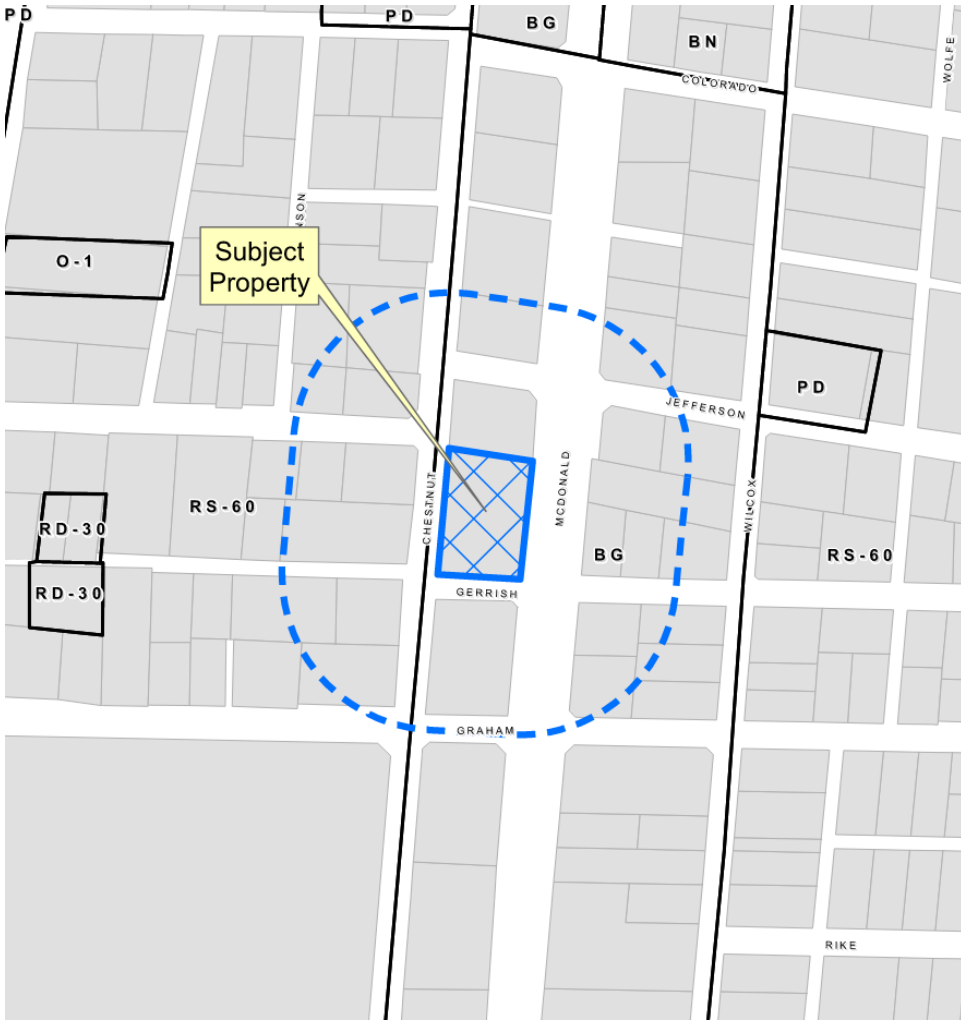 PD
PD
BG
BN
COLORADO
WOLFE
NSON
Subject
Property
O-1
PD
JEFFERSON
CHESTNUT
MCDONALD
WILCOX
RS-60
RD-30
BG
RS-60
RD-30
GERRISH
GRAHAM
RIKE